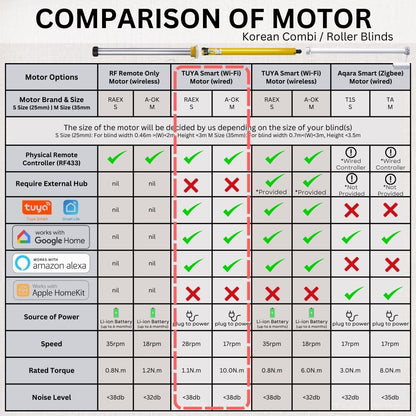 COMPARISON OF MOTOR
Korean Combi / Roller Blinds
Motor Options
RF Remote Only
Motor (wireless)
TUYA Smart (Wi-Fi)
Motor (wired)
TUYA Smart (Wi-Fi)
Motor (wireless)
Aqara Smart (Zigbee)
Motor (wired)
Motor Brand & Size
S Size (25mm) | M Size (35mm
RAEX
S
A-OK
M
RAEX
S
A-OK
M
RAEX
S
A-OK
M
T1S
S
TA
M
The size of the motor will be decided by us depending on the size of your blind(s)
S Size (25mm): For blind width 0.46m +(W)<2m, Height <3m M Size (35mm): For blind width 0.7m<(W)<3m, Height <3.5m
Physical Remote
Controller (RF433)
*Wired
Controller
*Wired
Controller
Require External Hub
nil
nil
*Provided
*Provided
*Not
Provided
*Not
Provided
tuya
Tuya Smart
Smart Life
nil
nil
works with
Google Home
nil
nil
WORKS WITH
amazon alexa
nil
nil
Works with
Apple HomeKit
nil
nil
Source of Power
Li-ion Battery
(up to 6 months)
Li-ion Battery
(up to 6 months)
plug to power
plug to power
Li-ion Battery
(up to 6 months)
Li-ion Battery
(up to 6 months)
plug to power
plug to power
Speed
35rpm
18rpm
28rpm
17rpm
35rpm
17rpm
17rpm
17rpm
Rated Torque
0.8N.m
1.2N.m
1.1N.m
10.0N.m
0.8N.m
6.0N.m
3.0N.m
8.0N.m
Noise Level
<38db
<32db
<38db
<38db
<38db
<38db
<32db
<35db